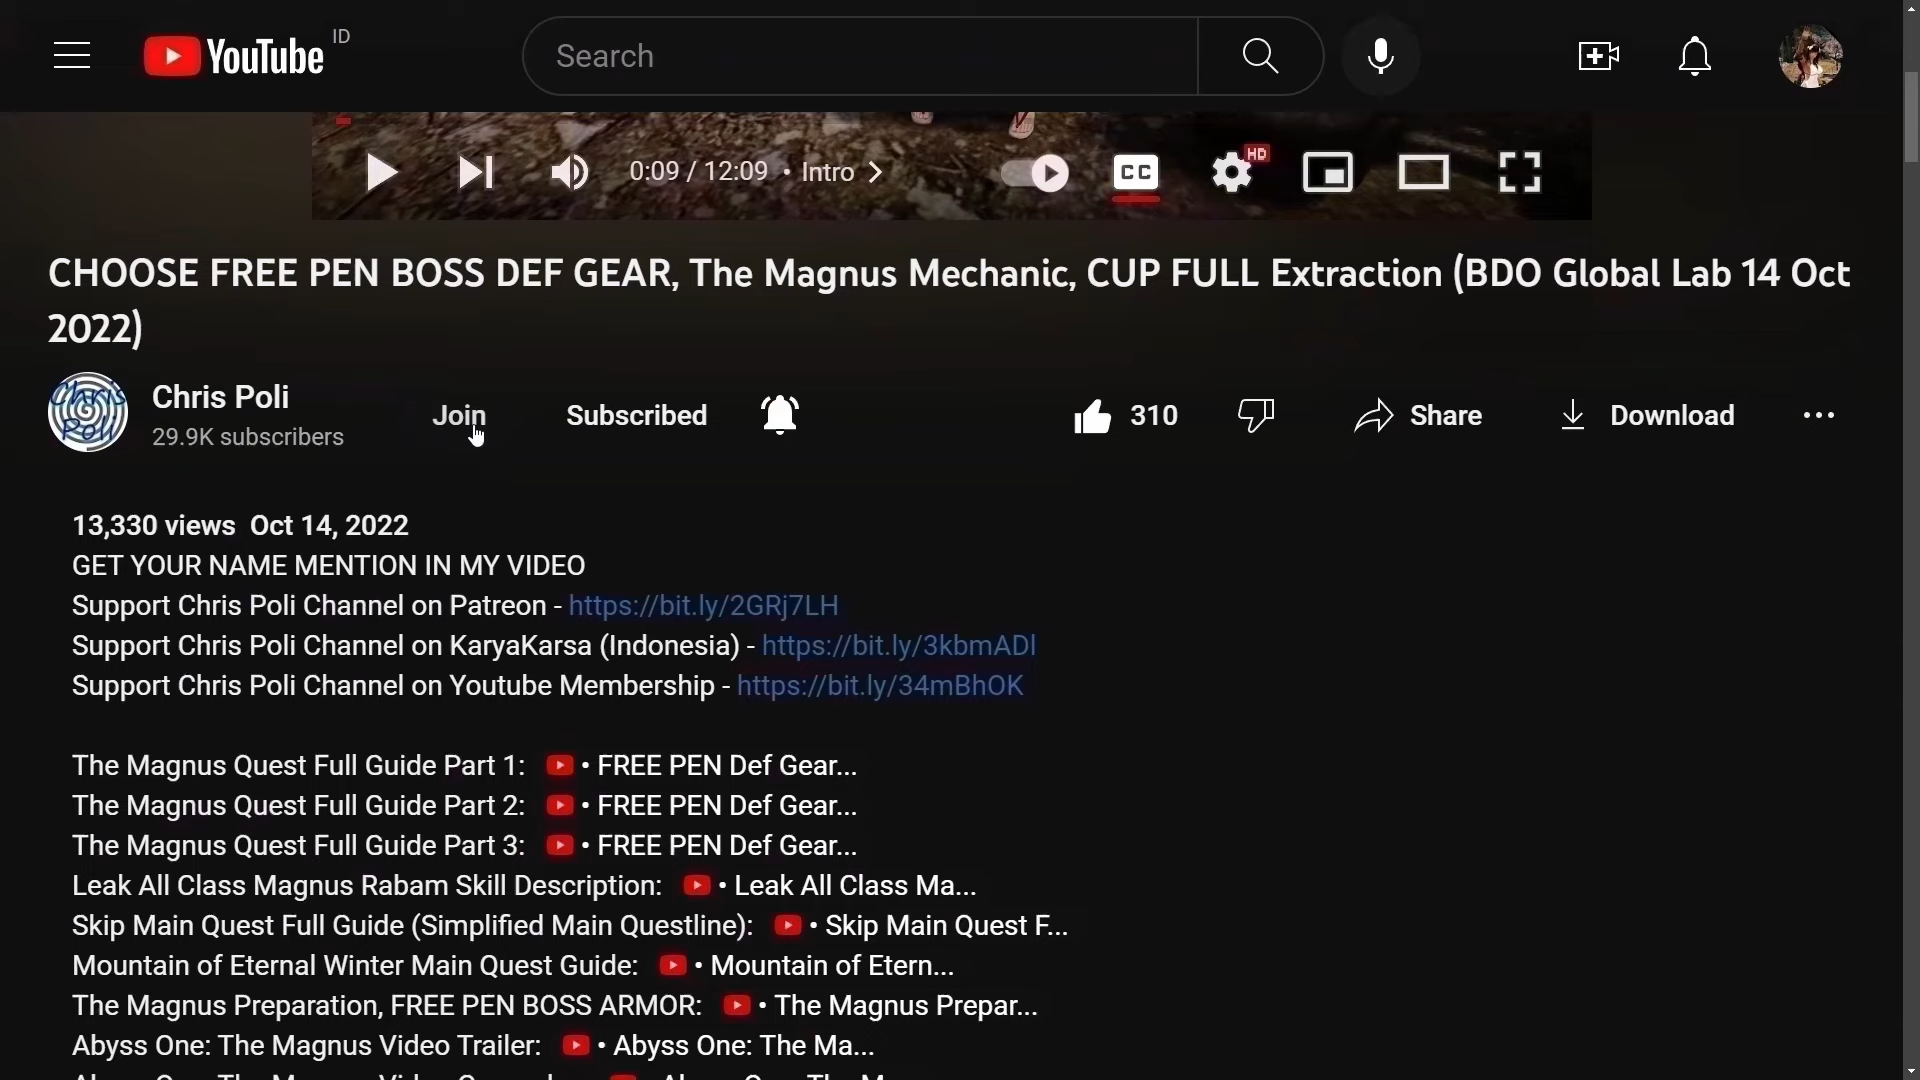 YouTube ID
Search
0:09 / 12:09 • Intro
CC
HD
CHOOSE FREE PEN BOSS DEF GEAR, The Magnus Mechanic, CUP FULL Extraction (BDO Global Lab 14 Oct
2022)
Chris Poli
Chris Poli
29.9K subscribers
Join
Subscribed
310
Share
Download
13,330 views Oct 14, 2022
GET YOUR NAME MENTION IN MY VIDEO
Support Chris Poli Channel on Patreon - https://bit.ly/2GRj7LH
Support Chris Poli Channel on KaryaKarsa (Indonesia) - https://bit.ly/3kbmADl
Support Chris Poli Channel on Youtube Membership - https://bit.ly/34mBhOK
The Magnus Quest Full Guide Part 1: • FREE PEN Def Gear...
The Magnus Quest Full Guide Part 2: • FREE PEN Def Gear...
The Magnus Quest Full Guide Part 3: • FREE PEN Def Gear...
Leak All Class Magnus Rabam Skill Description: • Leak All Class Ma...
Skip Main Quest Full Guide (Simplified Main Questline): • Skip Main Quest F...
Mountain of Eternal Winter Main Quest Guide: • Mountain of Etern...
The Magnus Preparation, FREE PEN BOSS ARMOR: • The Magnus Prepar...
Abyss One: The Magnus Video Trailer: • Abyss One: The Ma...